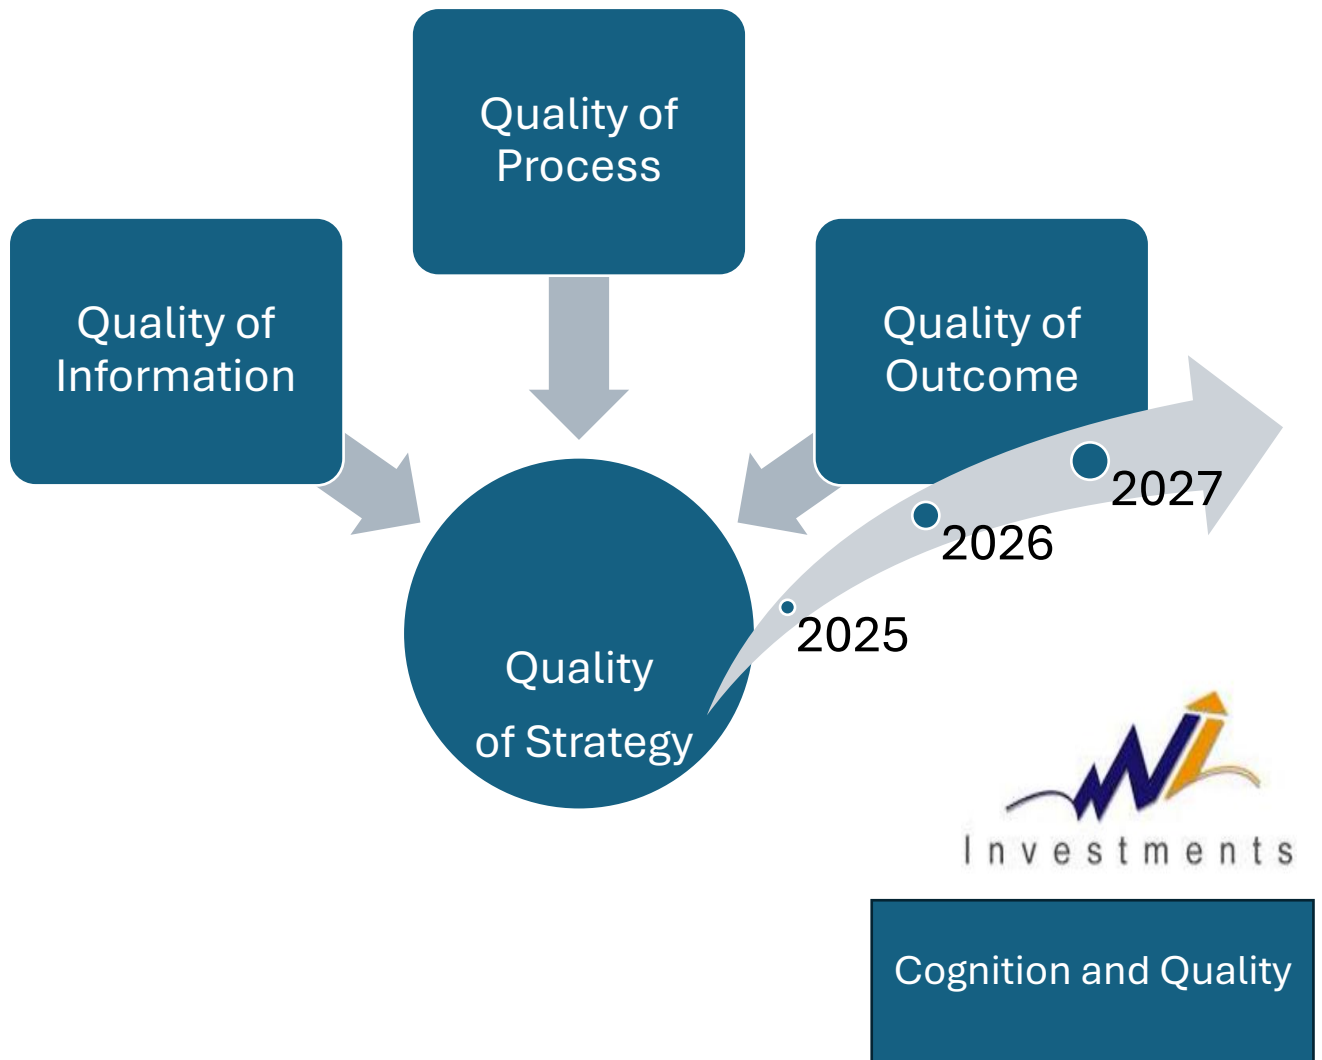 Quality of
Process
Quality of
Information
Quality of
Outcome
2027
2026
2025
Quality
of Strategy
Investments
Cognition and Quality